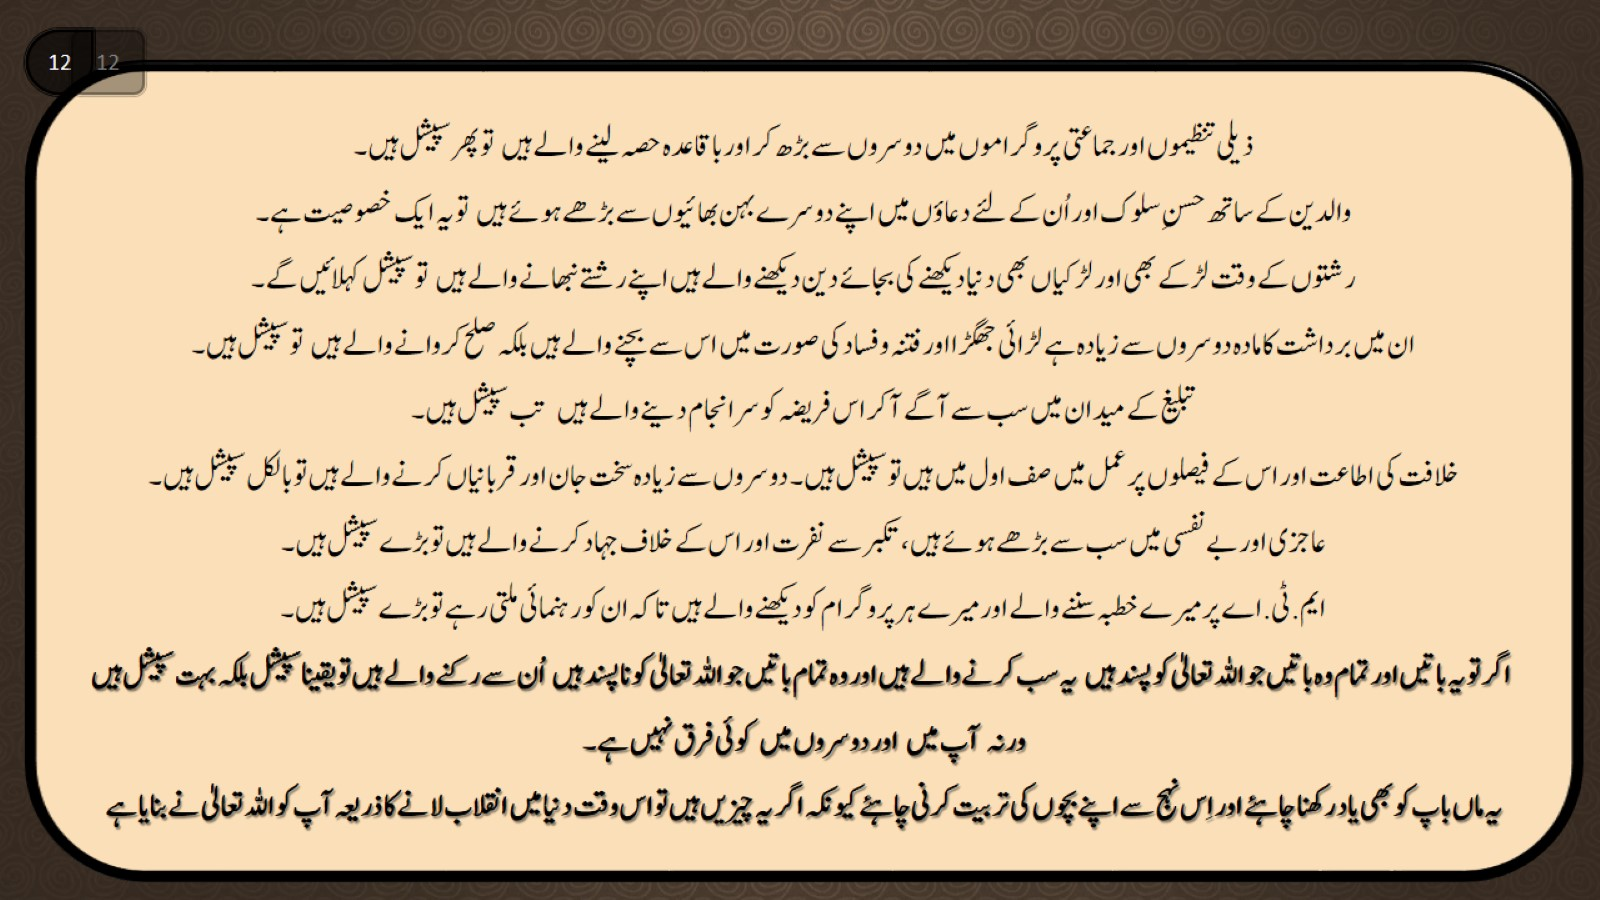 12 12
ذیلی تنظیموں اور جماعتی پروگراموں میں دوسروں سے بڑھ کر اور باقاعدہ حصہ لینے والے ہیں تو پھر سپیشل ہیں۔
والدین کے ساتھ حسنِ سلوک اور اُن کے لئے دعاؤں میں اپنے دوسرے بہن بھائیوں سے بڑھے ہوئے ہیں تو یہ ایک خصوصیت ہے۔
رشتوں کے وقت لڑکے بھی اور لڑکیاں بھی دنیا دیکھنے کی بجائے دین دیکھنے والے ہیں اپنے رشتے نبھانے والے ہیں تو سپیشل کہلائیں گے۔
ان میں برداشت کا مادہ دوسروں سے زیادہ ہے لڑائی جھگڑا اور فتنہ و فساد کی صورت میں اس سے بچنے والے ہیں بلکہ صلح کروانے والے ہیں تو سپیشل ہیں۔
تبلیغ کے میدان میں سب سے آگے آکر اس فریضہ کو سرانجام دینے والے ہیں تب سپیشل ہیں۔
خلافت کی اطاعت اور اس کے فیصلوں پر عمل میں صف اول میں ہیں تو سپیشل ہیں۔ دوسروں سے زیادہ سخت جان اور قربانیاں کرنے والے ہیں تو بالکل سپیشل ہیں۔
عاجزی اور بے نفسی میں سب سے بڑھے ہوئے ہیں، تکبر سے نفرت اور اس کے خلاف جہاد کرنے والے ہیں تو بڑے سپیشل ہیں۔
ایم.ٹی.اے پر میرے خطبہ سننے والے اور میرے ہر پروگرام کو دیکھنے والے ہیں تاکہ ان کو رہنمائی ملتی رہے تو بڑے سپیشل ہیں۔
اگر تو یہ باتیں اور تمام وہ باتیں جو اللہ تعالیٰ کو پسند ہیں یہ سب کرنے والے ہیں اور وہ تمام باتیں جو اللہ تعالیٰ کو ناپسند ہیں اُن سے رکنے والے ہیں تو یقینا سپیشل بلکہ بہت سپیشل ہیں
ورنہ آپ میں اور دوسروں میں کوئی فرق نہیں ہے۔
یہ ماں باپ کو بھی یاد رکھنا چاہئے اور اِس نہج سے اپنے بچوں کی تربیت کرنی چاہئے کیونکہ اگر یہ چیزیں ہیں تو اس وقت دنیا میں انقلاب لانے کا ذریعہ آپ کو اللہ تعالیٰ نے بنایا ہے